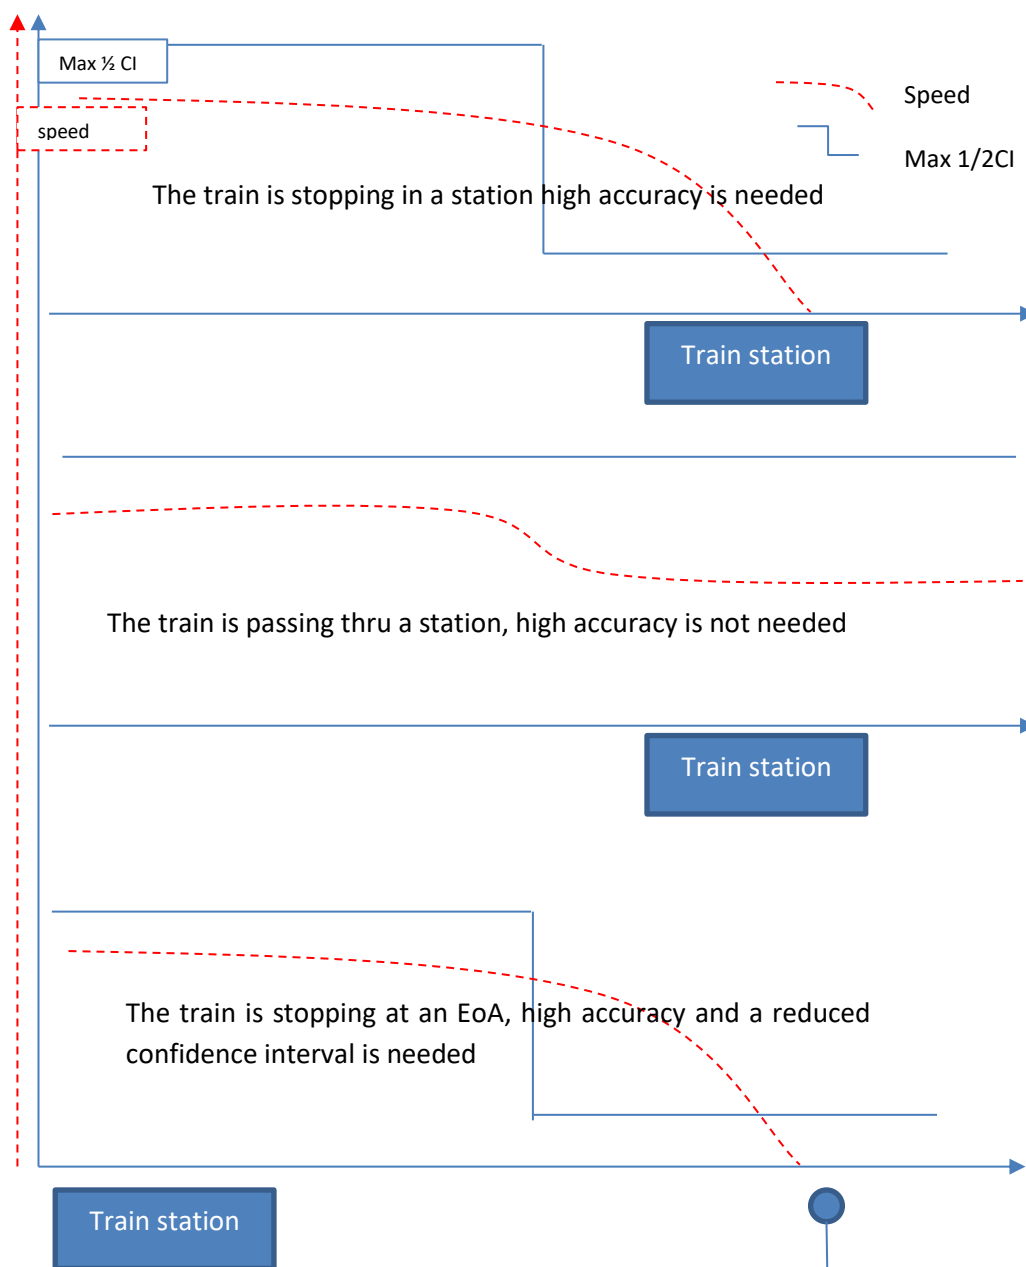 Max ½ CI
speed
Speed
Max 1/2CI
The train is stopping in a station high accuracy is needed
Train station
The train is passing thru a station, high accuracy is not needed
Train station
The train is stopping at an EoA, high accuracy and a reduced
confidence interval is needed
Train station